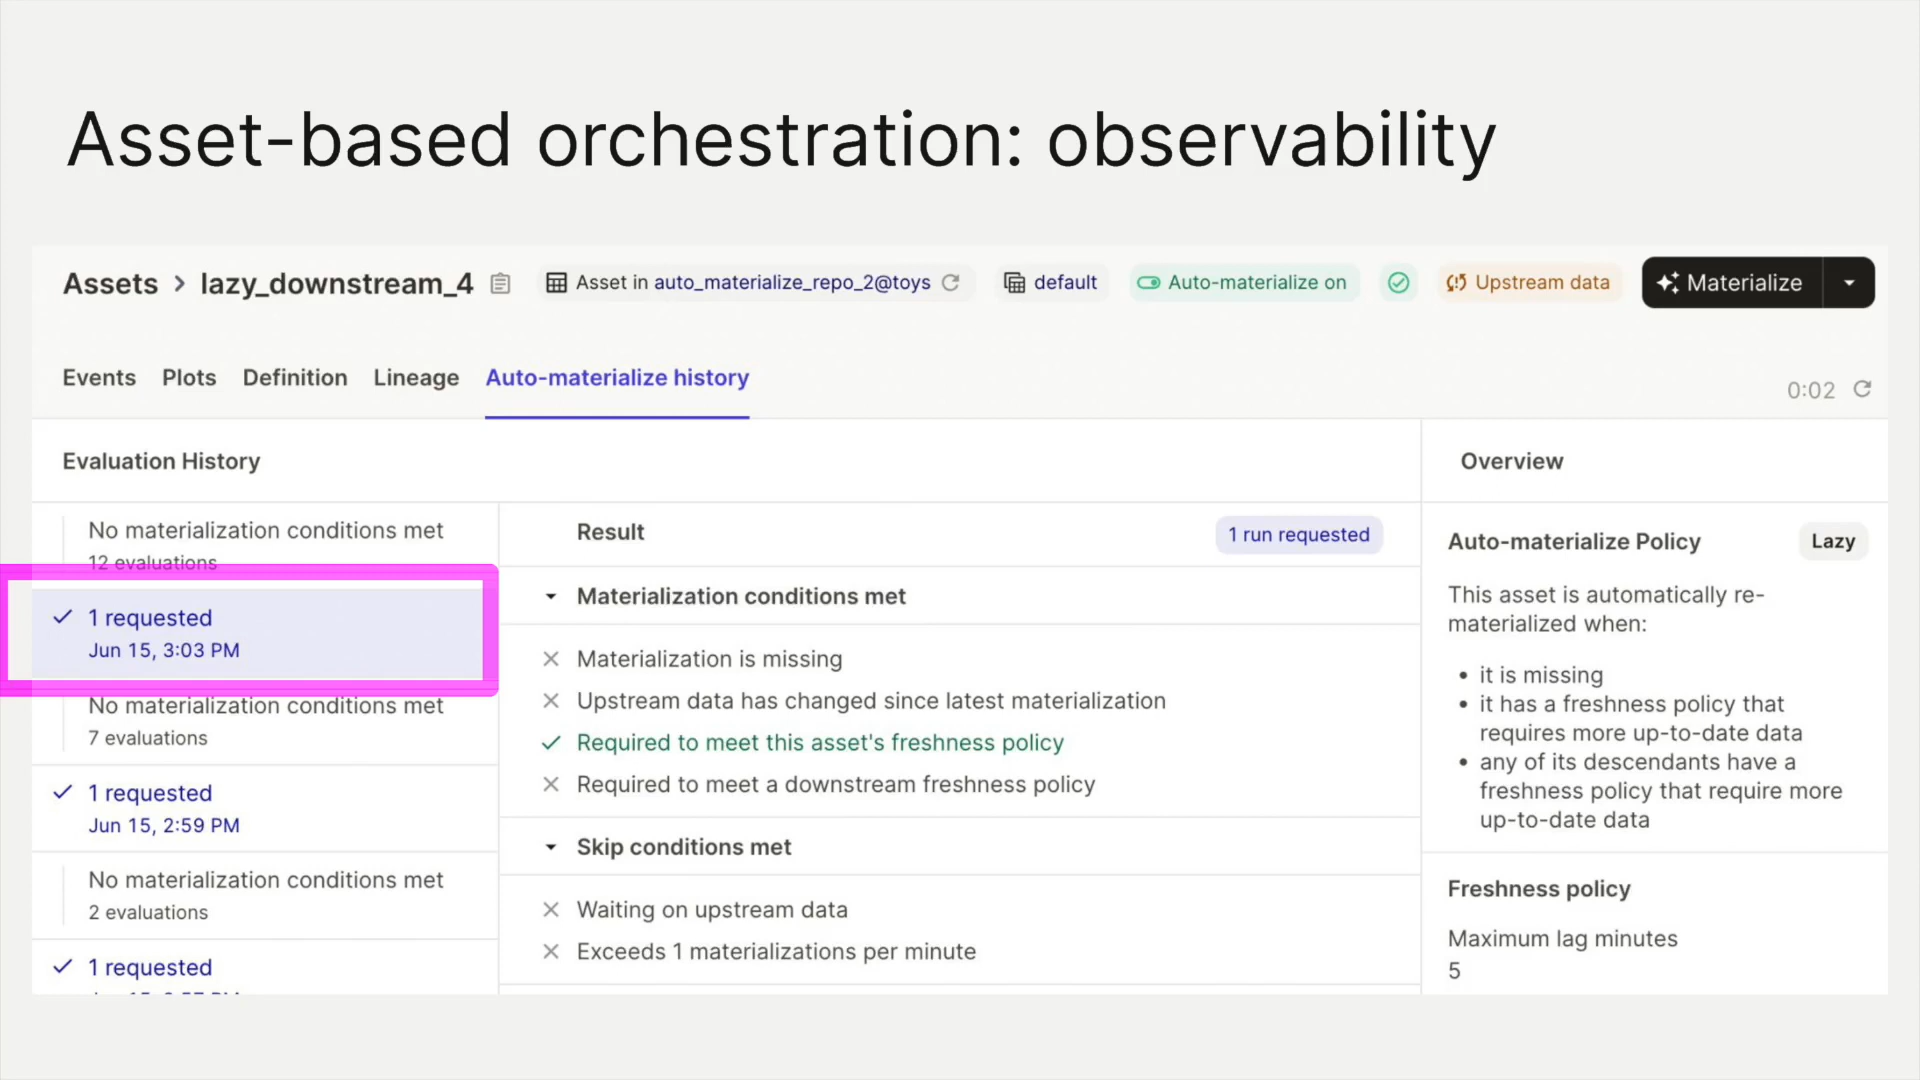 Asset-based orchestration: observability
Assets > lazy_downstream_4 Asset in auto_materialize_repo_2@toys default Auto-materialize on Upstream data Materialize
Events Plots Definition Lineage Auto-materialize history 0:02
Evaluation History
No materialization conditions met
12 evaluations
1 requested
Jun 15, 3:03 PM
No materialization conditions met
7 evaluations
1 requested
Jun 15, 2:59 PM
No materialization conditions met
2 evaluations
1 requested
Result 1 run requested
Materialization conditions met
Materialization is missing
Upstream data has changed since latest materialization
Required to meet this asset's freshness policy
Required to meet a downstream freshness policy
Skip conditions met
Waiting on upstream data
Exceeds 1 materializations per minute
Overview
Auto-materialize Policy Lazy
This asset is automatically re-
materialized when:
• it is missing
• it has a freshness policy that
requires more up-to-date data
• any of its descendants have a
freshness policy that require more
up-to-date data
Freshness policy
Maximum lag minutes
5